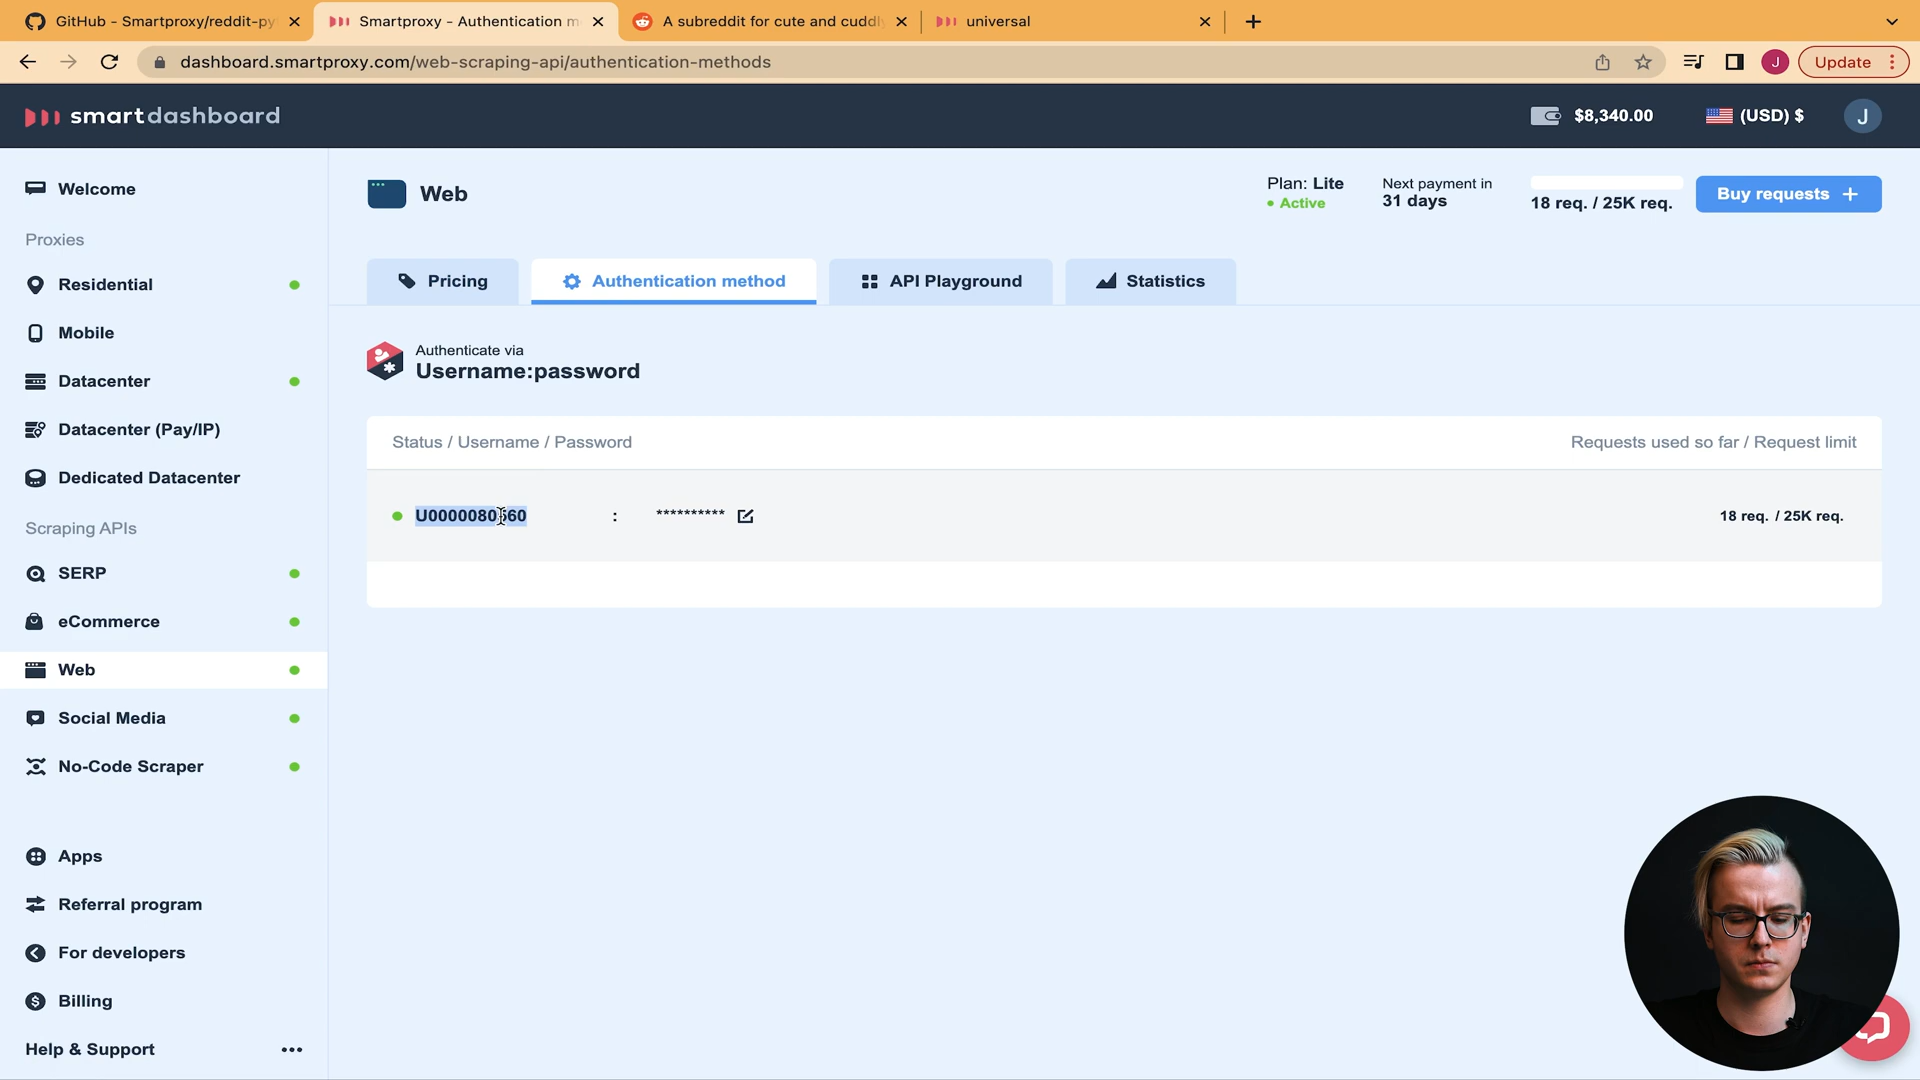 GitHub - Smartproxy/reddit-py
Smartproxy - Authentication m
A subreddit for cute and cuddly
universal
dashboard.smartproxy.com/web-scraping-api/authentication-methods
J
Update
smartdashboard
$8,340.00
(USD) $
J
Welcome
Proxies
Residential
Mobile
Datacenter
Datacenter (Pay/IP)
Dedicated Datacenter
Scraping APIs
SERP
eCommerce
Web
Social Media
No-Code Scraper
Apps
Referral program
For developers
Billing
Help & Support
Web
Plan: Lite
Active
Next payment in
31 days
18 req. / 25K req.
Buy requests +
Pricing
Authentication method
API Playground
Statistics
Authenticate via
Username:password
Status / Username / Password
Requests used so far / Request limit
: **********
18 req. / 25K req.